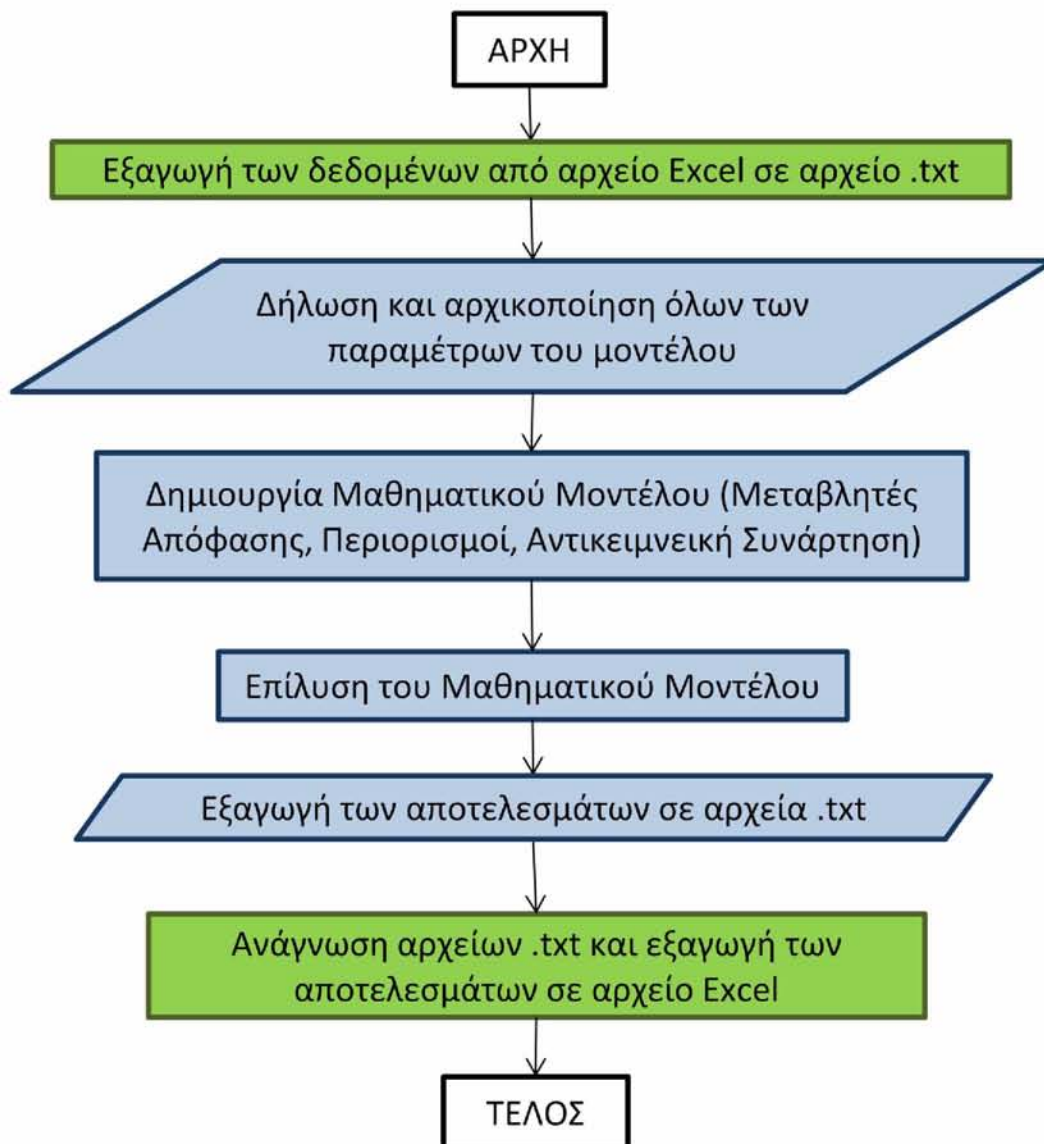 ΑΡΧΗ
Εξαγωγή των δεδομένων από αρχείο Excel σε αρχείο .txt
Δήλωση και αρχικοποίηση όλων των
παραμέτρων του μοντέλου
Δημιουργία Μαθηματικού Μοντέλου (Μεταβλητές
Απόφασης, Περιορισμοί, Αντικειμνεική Συνάρτηση)
Επίλυση του Μαθηματικού Μοντέλου
Εξαγωγή των αποτελεσμάτων σε αρχεία .txt
Ανάγνωση αρχείων .txt και εξαγωγή των
αποτελεσμάτων σε αρχείο Excel
ΤΕΛΟΣ